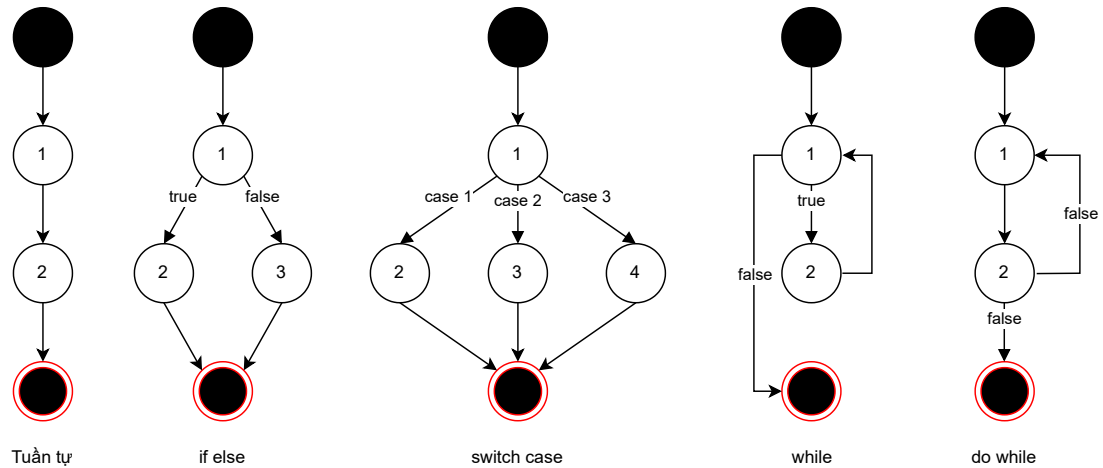 1
2
Tuần tự
1
true
false
2
3
if else
1
case 1
case 2
case 3
2
3
4
switch case
1
true
2
false
while
1
2
false
false
do while